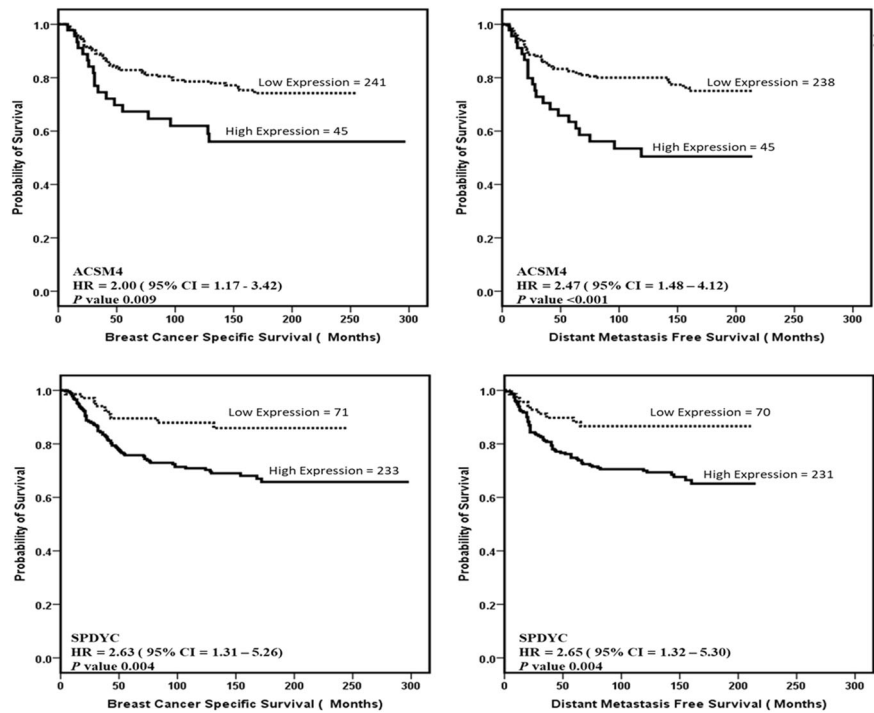 1.0
0.8
0.6
0.4
0.2
0.0
Probability of Survival
Low Expression = 241
High Expression = 45
ACSM4
HR = 2.00 ( 95% CI = 1.17 - 3.42)
P value 0.009
0 50 100 150 200 250 300
Breast Cancer Specific Survival ( Months)
1.0
0.8
0.6
0.4
0.2
0.0
Probability of Survival
Low Expression = 238
High Expression = 45
ACSM4
HR = 2.47 ( 95% CI = 1.48 – 4.12)
P value <0.001
0 50 100 150 200 250 300
Distant Metastasis Free Survival ( Months)
1.0
0.8
0.6
0.4
0.2
0.0
Probability of Survival
Low Expression = 71
High Expression = 233
SPDYC
HR = 2.63 ( 95% CI = 1.31 – 5.26)
P value 0.004
0 50 100 150 200 250 300
Breast Cancer Specific Survival ( Months)
1.0
0.8
0.6
0.4
0.2
0.0
Probability of Survival
Low Expression = 70
High Expression = 231
SPDYC
HR = 2.65 ( 95% CI = 1.32 – 5.30)
P value 0.004
0 50 100 150 200 250 300
Distant Metastasis Free Survival ( Months)